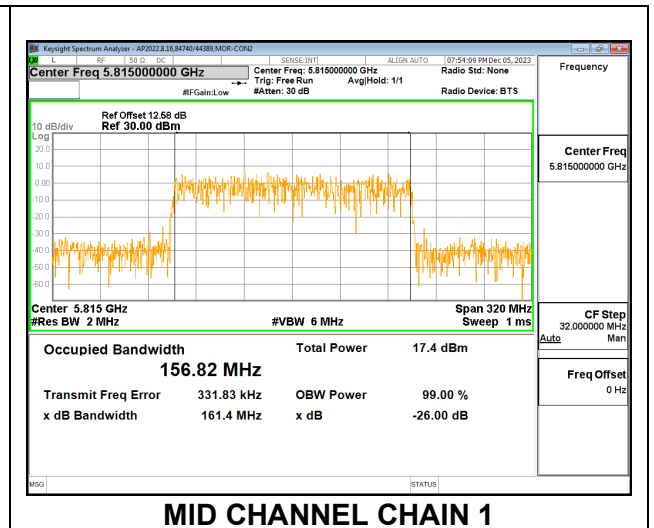 Keysight Spectrum Analyzer - AP2022.8.16,84740/44389,MOR-CON2
L RF 50 Ω DC SENSE:INT ALIGN AUTO 07:54:09 PM Dec 05, 2023
Center Freq 5.815000000 GHz
Center Freq: 5.815000000 GHz Radio Std: None
Trig: Free Run Avg|Hold: 1/1
#IFGain:Low #Atten: 30 dB Radio Device: BTS
Frequency
Ref Offset 12.58 dB
10 dB/div Ref 30.00 dBm
Log
20.0
10.0
0.00
-10.0
-20.0
-30.0
-40.0
-50.0
-60.0
Center Freq
5.815000000 GHz
Center 5.815 GHz Span 320 MHz
#Res BW 2 MHz #VBW 6 MHz Sweep 1 ms
CF Step
32.000000 MHz
Auto Man
Occupied Bandwidth Total Power 17.4 dBm
156.82 MHz
Transmit Freq Error 331.83 kHz OBW Power 99.00 %
x dB Bandwidth 161.4 MHz x dB -26.00 dB
Freq Offset
0 Hz
MSG STATUS
MID CHANNEL CHAIN 1